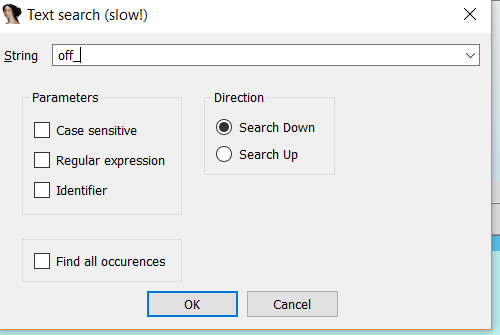 Text search (slow!)
String off_
Parameters
Case sensitive
Regular expression
Identifier
Direction
Search Down
Search Up
Find all occurences
OK Cancel